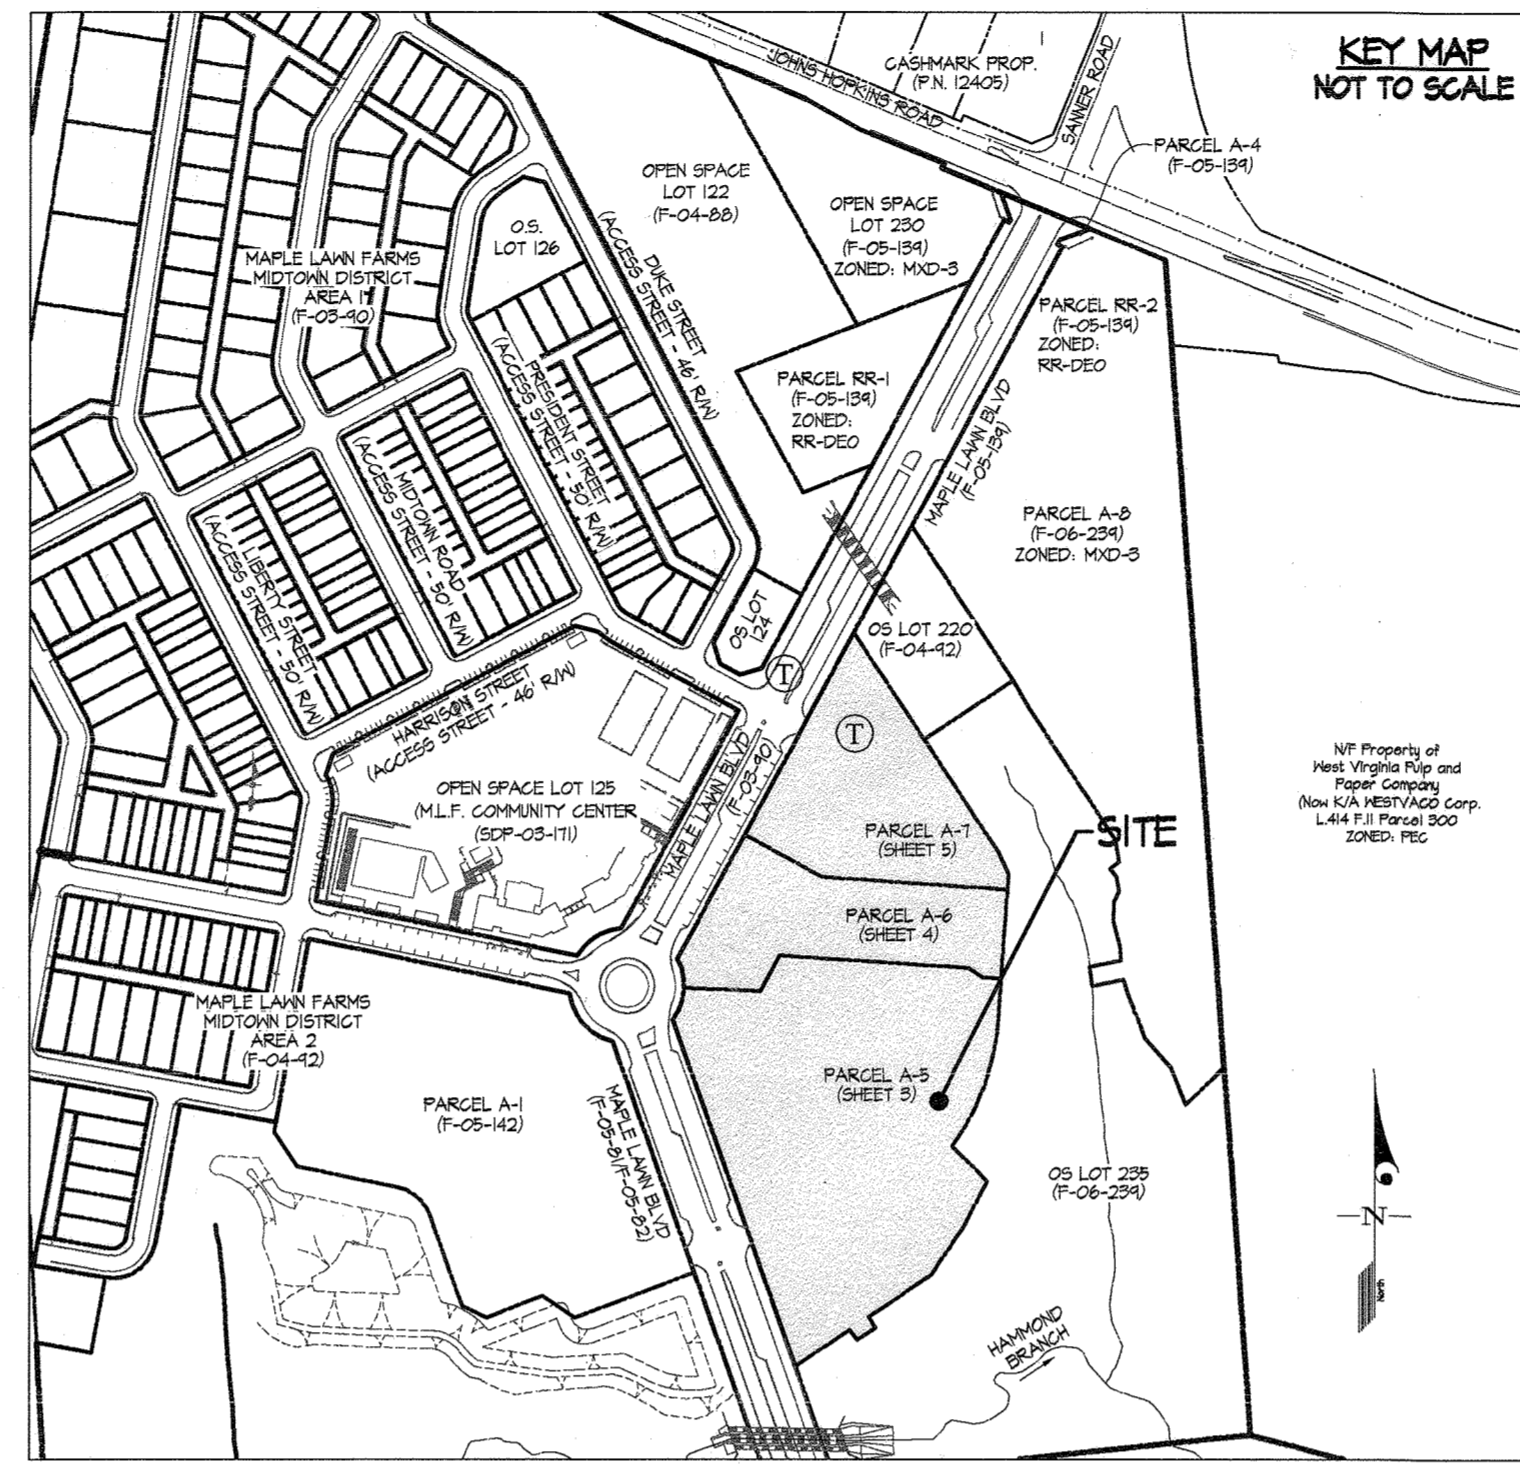 KEY MAP
NOT TO SCALE
CASHMARK PROP.
(P.N. 12405)
JOHNS HOPKINS ROAD
SANNER ROAD
PARCEL A-4
(F-05-139)
OPEN SPACE
LOT 122
(F-04-88)
OPEN SPACE
LOT 230
(F-05-139)
ZONED: MXD-3
O.S.
LOT 126
MAPLE LAWN FARMS
MIDTOWN DISTRICT
AREA 1
(F-03-90)
DUKE STREET
(ACCESS STREET - 46' R/W)
PARCEL RR-2
(F-05-139)
ZONED:
RR-DEO
PARCEL RR-1
(F-05-139)
ZONED:
RR-DEO
PRESIDENT STREET
(ACCESS STREET - 50' R/W)
MAPLE LAWN BLVD
(F-05-139)
MIDTOWN ROAD
(ACCESS STREET - 50' R/W)
PARCEL A-8
(F-06-239)
ZONED: MXD-3
LIBERTY STREET
(ACCESS STREET - 50' R/W)
OS LOT
124
OS LOT 220
(F-04-92)
T
T
HARRISON STREET
(ACCESS STREET - 46' R/W)
MAPLE LAWN BLVD
(F-03-90)
OPEN SPACE LOT 125
(M.L.F. COMMUNITY CENTER
(SDP-03-171)
N/F Property of
West Virginia Pulp and
Paper Company
(Now K/A WESTVACO Corp.
L.414 F.11 Parcel 300
ZONED: PEC
PARCEL A-7
(SHEET 5)
SITE
PARCEL A-6
(SHEET 4)
MAPLE LAWN FARMS
MIDTOWN DISTRICT
AREA 2
(F-04-92)
PARCEL A-5
(SHEET 3)
PARCEL A-1
(F-05-142)
MAPLE LAWN BLVD
(F-05-81/F-05-82)
OS LOT 235
(F-06-239)
N
North
HAMMOND
BRANCH